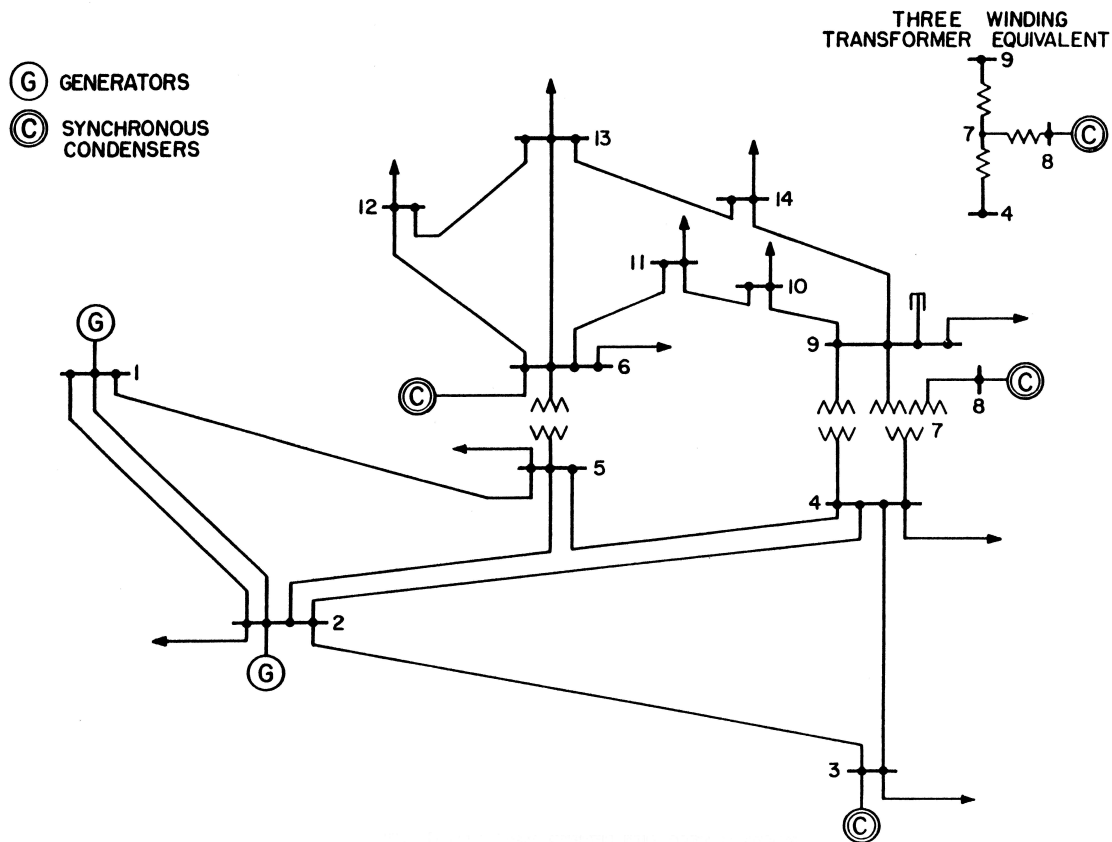 THREE WINDING
TRANSFORMER EQUIVALENT
9
7
C
8
4
G GENERATORS
C SYNCHRONOUS
CONDENSERS
13
12
14
11
10
G
1
9
6
C
8
C
7
5
4
2
G
3
C